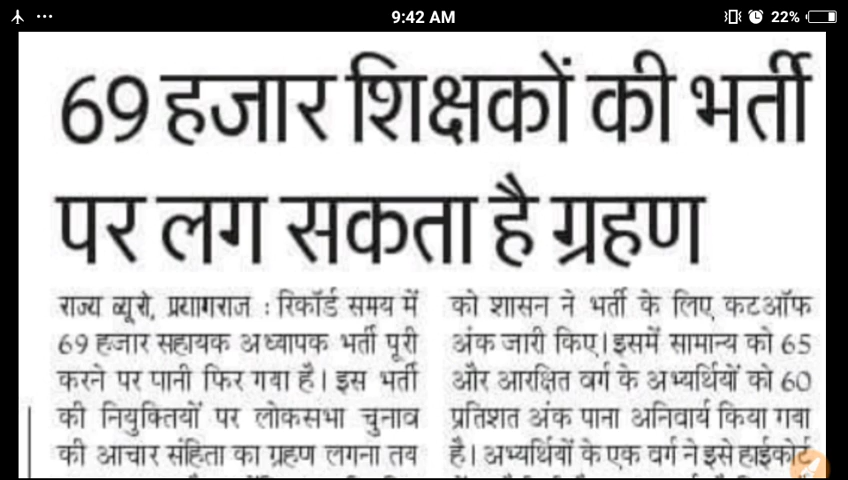 9:42 AM
22%
69 हजार शिक्षकों की भर्ती
पर लग सकता है ग्रहण
राज्य ब्यूरो, प्रयागराज : रिकॉर्ड समय में
69 हजार सहायक अध्यापक भर्ती पूरी
करने पर पानी फिर गया है। इस भर्ती
की नियुक्तियों पर लोकसभा चुनाव
की आचार संहिता का ग्रहण लगना तय
को शासन ने भर्ती के लिए कटऑफ
अंक जारी किए। इसमें सामान्य को 65
और आरक्षित वर्ग के अभ्यर्थियों को 60
प्रतिशत अंक पाना अनिवार्य किया गया
है। अभ्यर्थियों के एक वर्ग ने इसे हाईकोर्ट